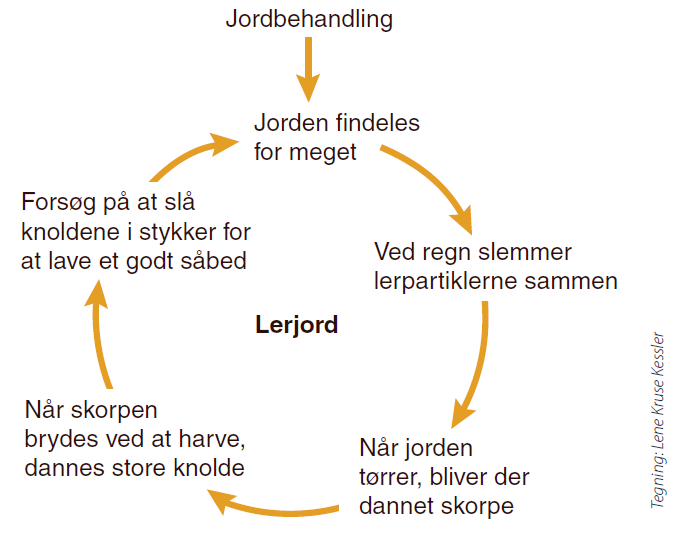 Jordbehandling
Jorden findeles
for meget
Ved regn slemmer
lerpartiklerne sammen
Når jorden
tørrer, bliver der
dannet skorpe
Når skorpen
brydes ved at harve,
dannes store knolde
Forsøg på at slå
knoldene i stykker for
at lave et godt såbed
Lerjord
Tegning: Lene Kruse Kessler